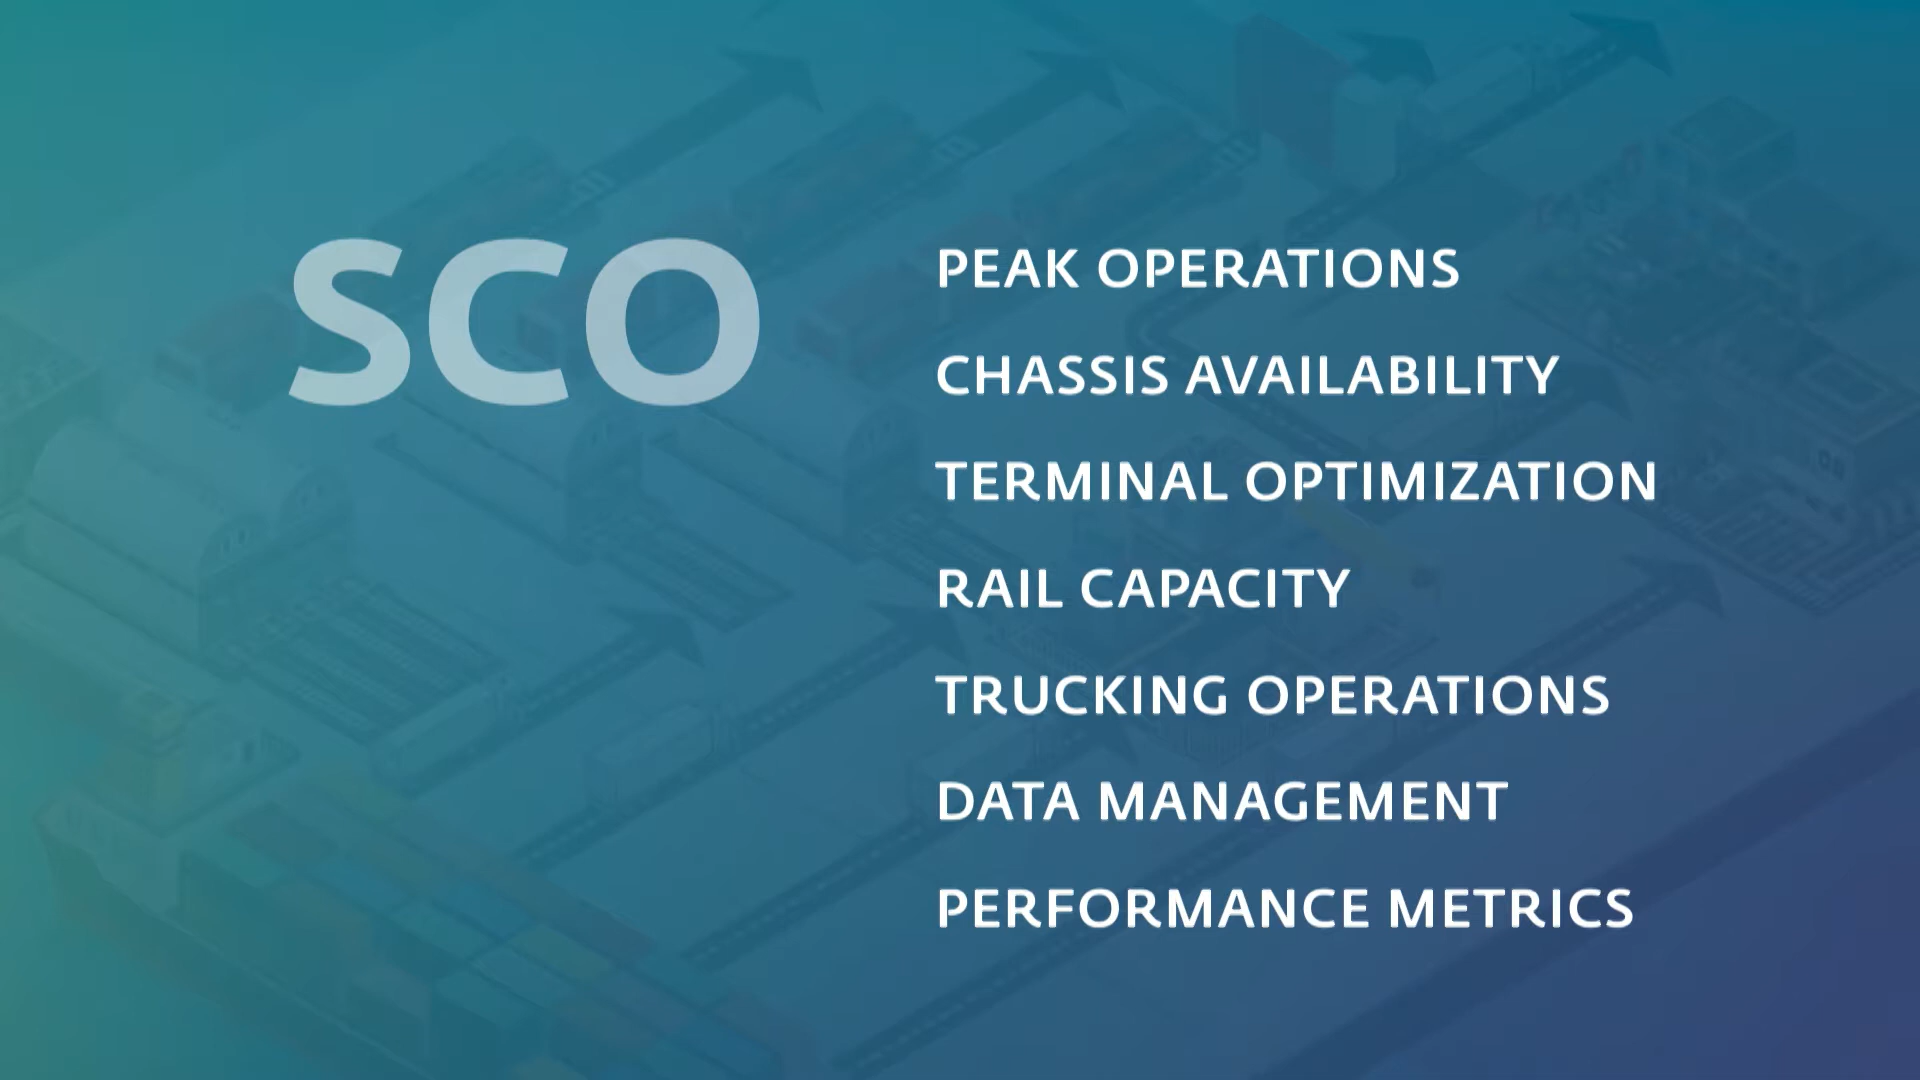 SCO
PEAK OPERATIONS
CHASSIS AVAILABILITY
TERMINAL OPTIMIZATION
RAIL CAPACITY
TRUCKING OPERATIONS
DATA MANAGEMENT
PERFORMANCE METRICS